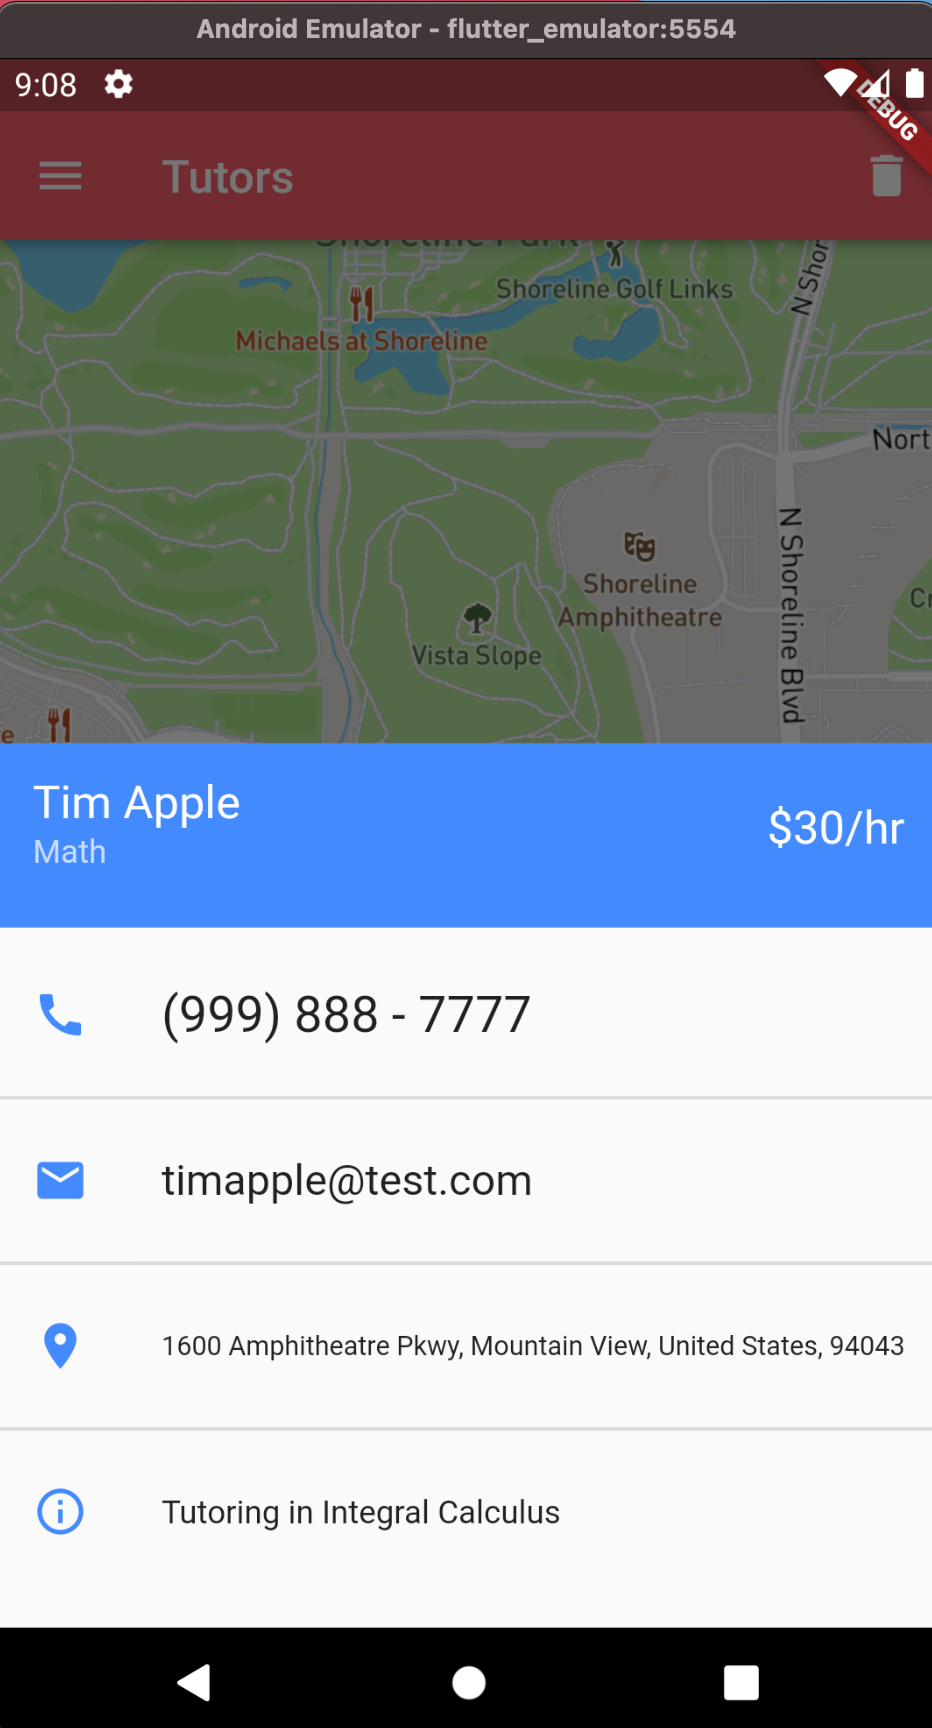 Android Emulator - flutter_emulator:5554
9:08
DEBUG
Tutors
Shoreline Park
Shoreline Golf Links
N Shor
Michaels at Shoreline
Nort
N Shoreline Blvd
Shoreline
Amphitheatre
Cr
Vista Slope
e
Tim Apple
Math
$30/hr
(999) 888 - 7777
timapple@test.com
1600 Amphitheatre Pkwy, Mountain View, United States, 94043
Tutoring in Integral Calculus